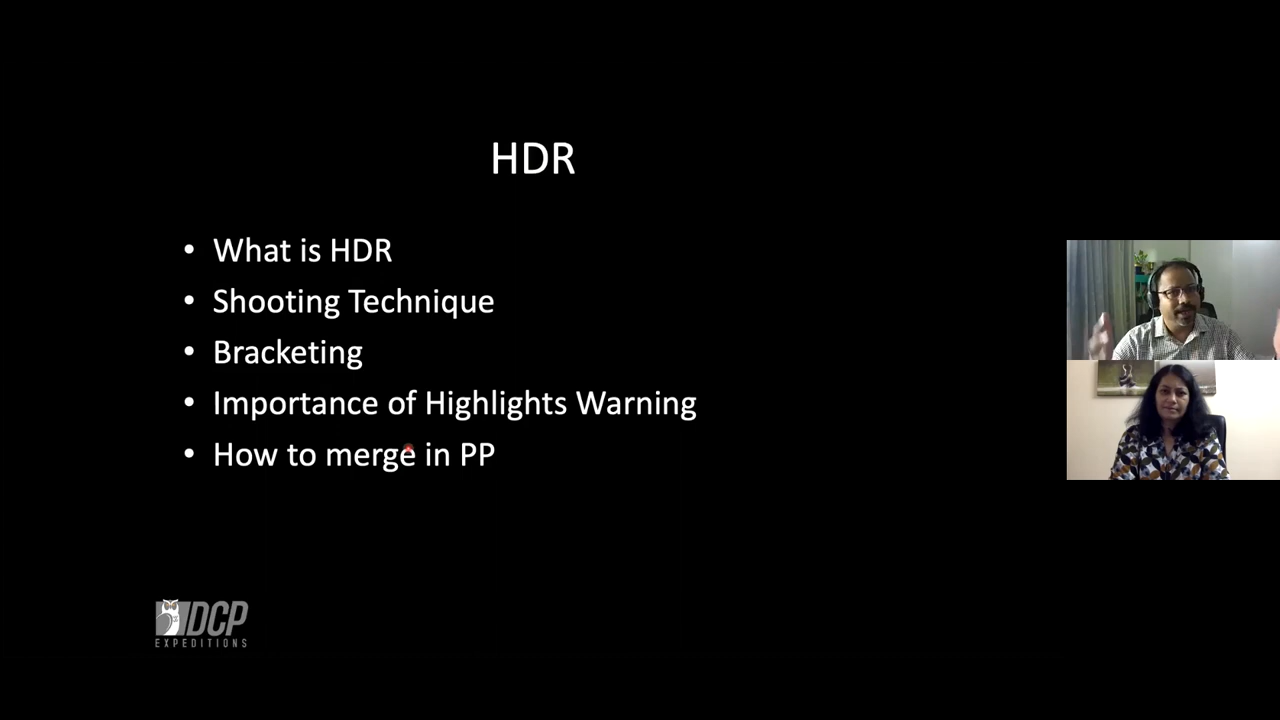 HDR
• What is HDR
• Shooting Technique
• Bracketing
• Importance of Highlights Warning
• How to merge in PP
DCP
EXPEDITIONS